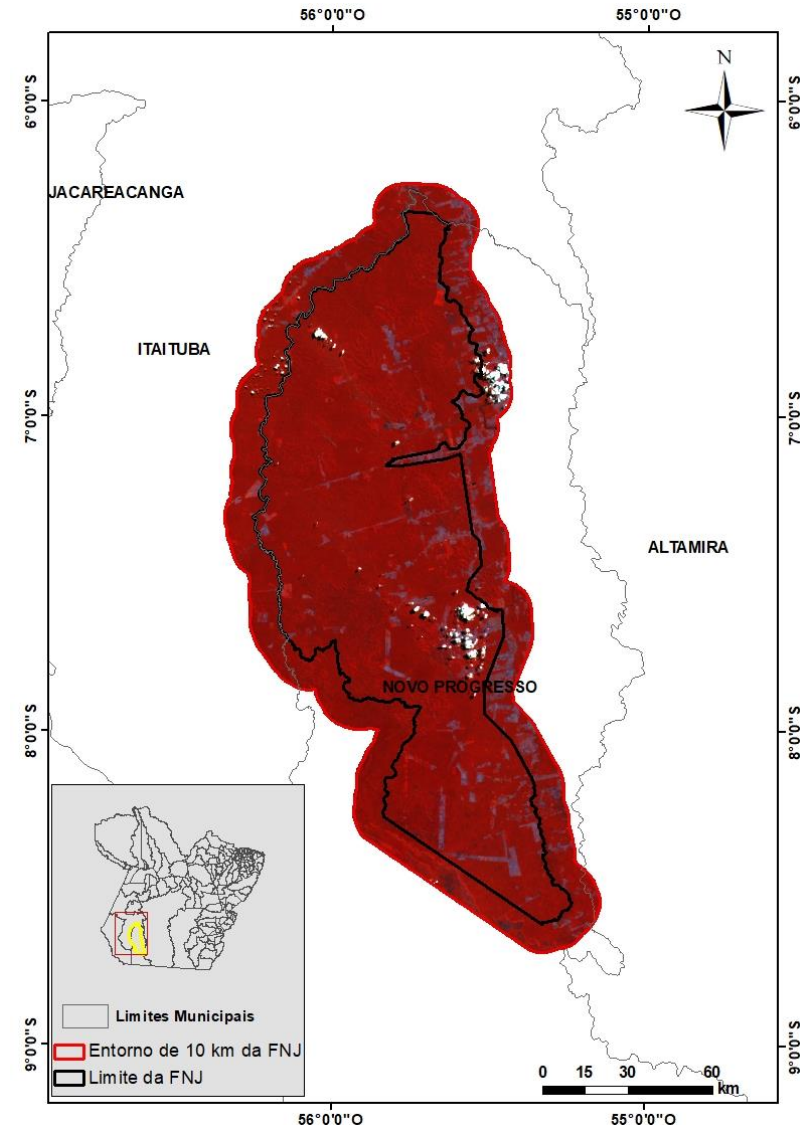 56°0'0"O
55°0'0"O
N
6°0'0"S
6°0'0"S
JACAREACANGA
ITAITUBA
7°0'0"S
7°0'0"S
ALTAMIRA
NOVO PROGRESSO
8°0'0"S
8°0'0"S
Limites Municipais
Entorno de 10 km da FNJ
Limite da FNJ
9°0'0"S
9°0'0"S
0 15 30 60
km
56°0'0"O
55°0'0"O